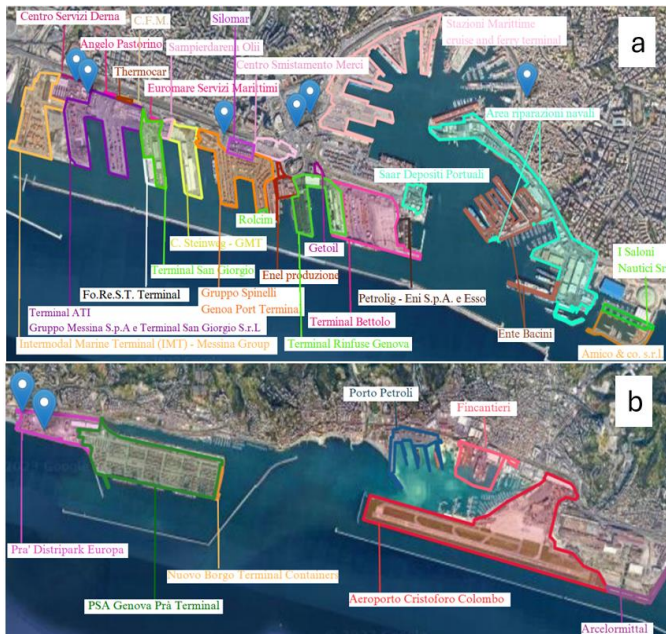 a
Centro Servizi Derna
C.F.M.
Silomar
Stazioni Marittime
cruise and ferry terminal
Angelo Pastorino
Sampierdarena Olii
Thermocar
Centro Smistamento Merci
Euromare Servizi Marittimi
Area riparazioni navali
Saar Depositi Portuali
Rolcim
C. Steinweg - GMT
Getoil
I Saloni
Nautici Srl
Terminal San Giorgio
Enel produzione
Fo.Re.S.T. Terminal
Gruppo Spinelli
Genoa Port Terminal
Petrolig - Eni S.p.A. e Esso
Terminal ATI
Gruppo Messina S.p.A e Terminal San Giorgio S.r.L
Terminal Bettolo
Ente Bacini
Intermodal Marine Terminal (IMT) - Messina Group
Terminal Rinfuse Genova
Amico & co. s.r.l.
b
Porto Petroli
Fincantieri
Pra' Distripark Europa
Nuovo Borgo Terminal Containers
PSA Genova Prà Terminal
Aeroporto Cristoforo Colombo
Arcelormittal